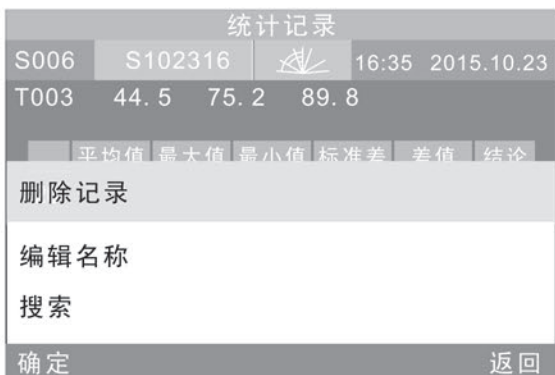 统计记录
S006 S102316 16:35 2015.10.23
T003 44.5 75.2 89.8
平均值 最大值 最小值 标准差 差值 结论
删除记录
编辑名称
搜索
确定 返回